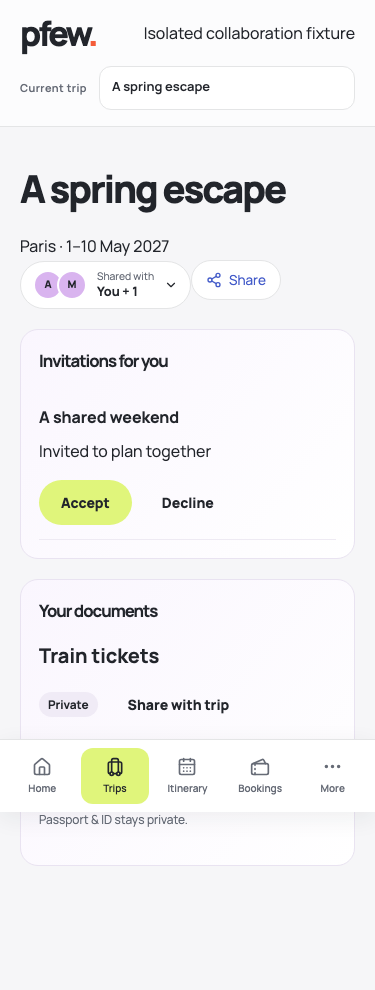 pfew.
Isolated collaboration fixture
Current trip
A spring escape
A spring escape
Paris · 1–10 May 2027
A
M
Shared with
You + 1
Share
Invitations for you
A shared weekend
Invited to plan together
Accept
Decline
Your documents
Train tickets
Private
Share with trip
Home
Trips
Itinerary
Bookings
More
Passport & ID stays private.